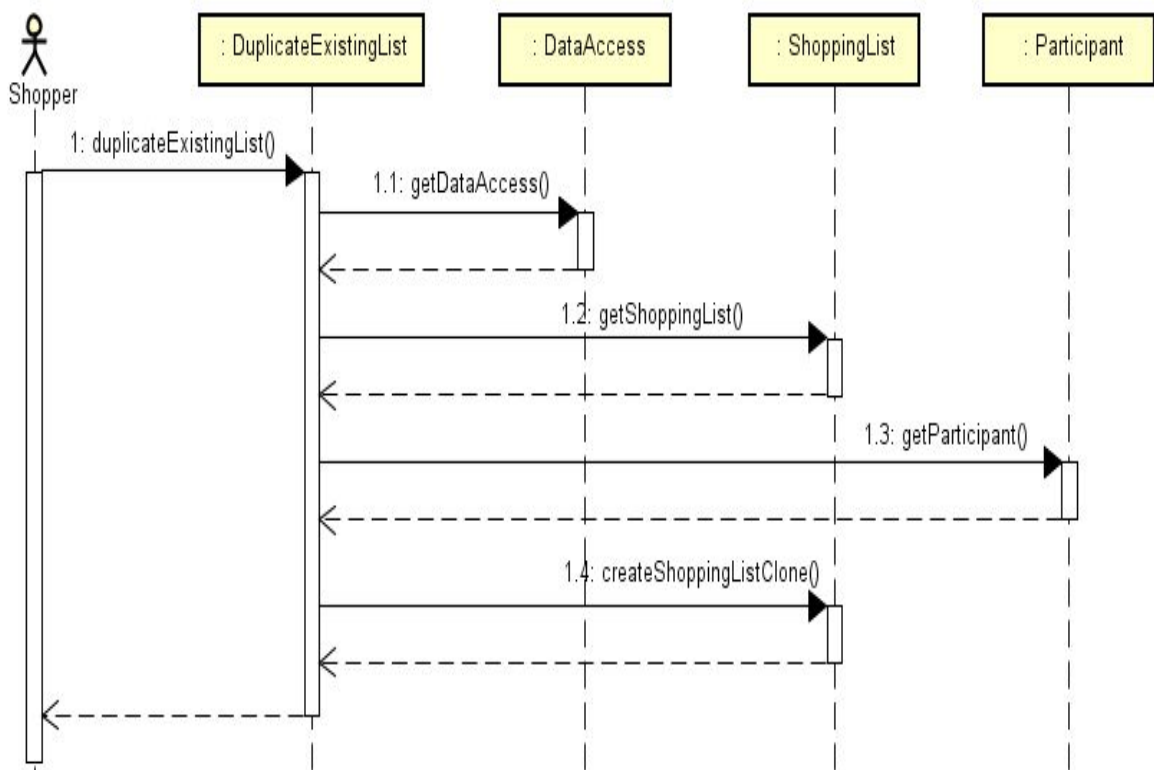 : DuplicateExistingList
: DataAccess
: ShoppingList
: Participant
Shopper
1: duplicateExistingList()
1.1: getDataAccess()
1.2: getShoppingList()
1.3: getParticipant()
1.4: createShoppingListClone()